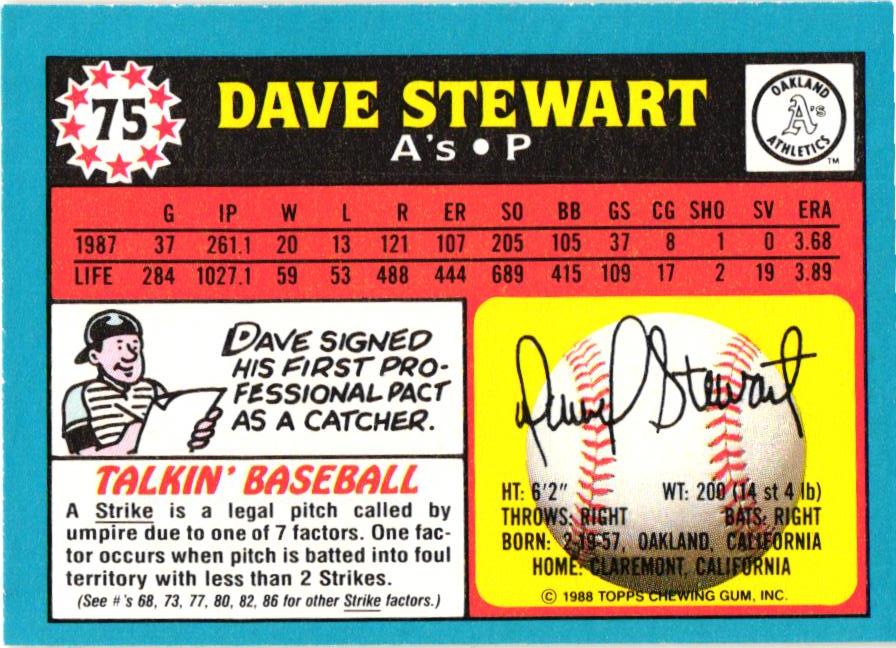 75
DAVE STEWART
A's • P
OAKLAND
A's
ATHLETICS
TM
G IP W L R ER SO BB GS CG SHO SV ERA
1987 37 261.1 20 13 121 107 205 105 37 8 1 0 3.68
LIFE 284 1027.1 59 53 488 444 689 415 109 17 2 19 3.89
DAVE SIGNED
HIS FIRST PRO-
FESSIONAL PACT
AS A CATCHER.
TALKIN' BASEBALL
A Strike is a legal pitch called by
umpire due to one of 7 factors. One fac-
tor occurs when pitch is batted into foul
territory with less than 2 Strikes.
(See #'s 68, 73, 77, 80, 82, 86 for other Strike factors.)
Dave Stewart
HT: 6'2" WT: 200 (14 st 4 lb)
THROWS: RIGHT BATS: RIGHT
BORN: 2-19-57, OAKLAND, CALIFORNIA
HOME: CLAREMONT, CALIFORNIA
© 1988 TOPPS CHEWING GUM, INC.